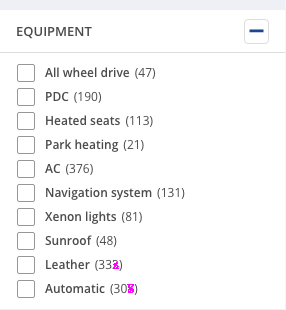 EQUIPMENT
All wheel drive (47)
PDC (190)
Heated seats (113)
Park heating (21)
AC (376)
Navigation system (131)
Xenon lights (81)
Sunroof (48)
Leather
Automatic